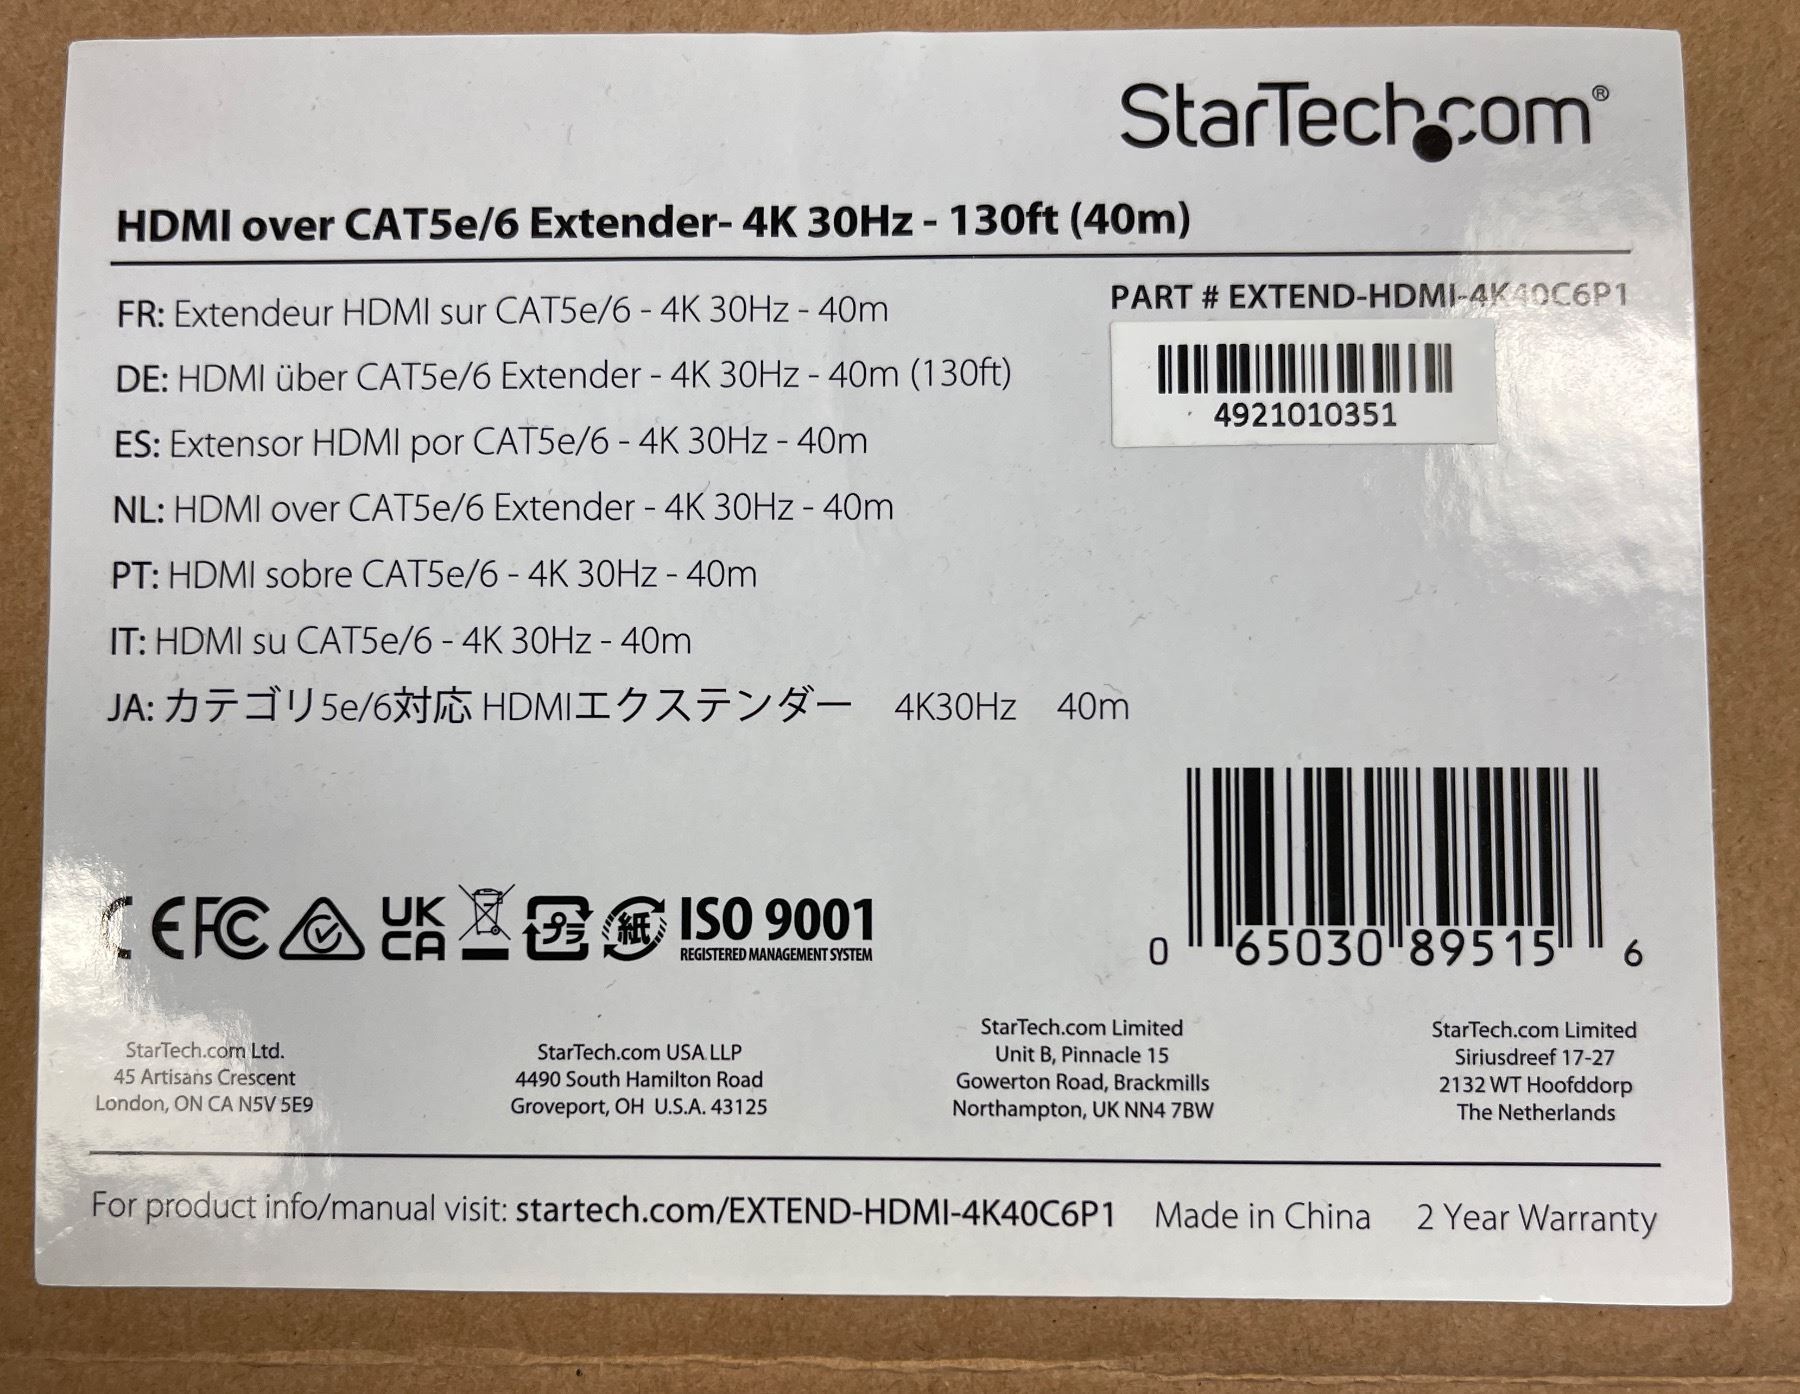 StarTech.com®
HDMI over CAT5e/6 Extender- 4K 30Hz - 130ft (40m)
FR: Extendeur HDMI sur CAT5e/6 - 4K 30Hz - 40m
DE: HDMI über CAT5e/6 Extender - 4K 30Hz - 40m (130ft)
ES: Extensor HDMI por CAT5e/6 - 4K 30Hz - 40m
NL: HDMI over CAT5e/6 Extender - 4K 30Hz - 40m
PT: HDMI sobre CAT5e/6 - 4K 30Hz - 40m
IT: HDMI su CAT5e/6 - 4K 30Hz - 40m
JA: カテゴリ5e/6対応 HDMIエクステンダー 4K30Hz 40m
PART # EXTEND-HDMI-4K40C6P1
4921010351
CE FC UK
CA プラ 紙 ISO 9001
REGISTERED MANAGEMENT SYSTEM
0 65030 89515 6
StarTech.com Ltd.
45 Artisans Crescent
London, ON CA N5V 5E9
StarTech.com USA LLP
4490 South Hamilton Road
Groveport, OH U.S.A. 43125
StarTech.com Limited
Unit B, Pinnacle 15
Gowerton Road, Brackmills
Northampton, UK NN4 7BW
StarTech.com Limited
Siriusdreef 17-27
2132 WT Hoofddorp
The Netherlands
For product info/manual visit: startech.com/EXTEND-HDMI-4K40C6P1 Made in China 2 Year Warranty